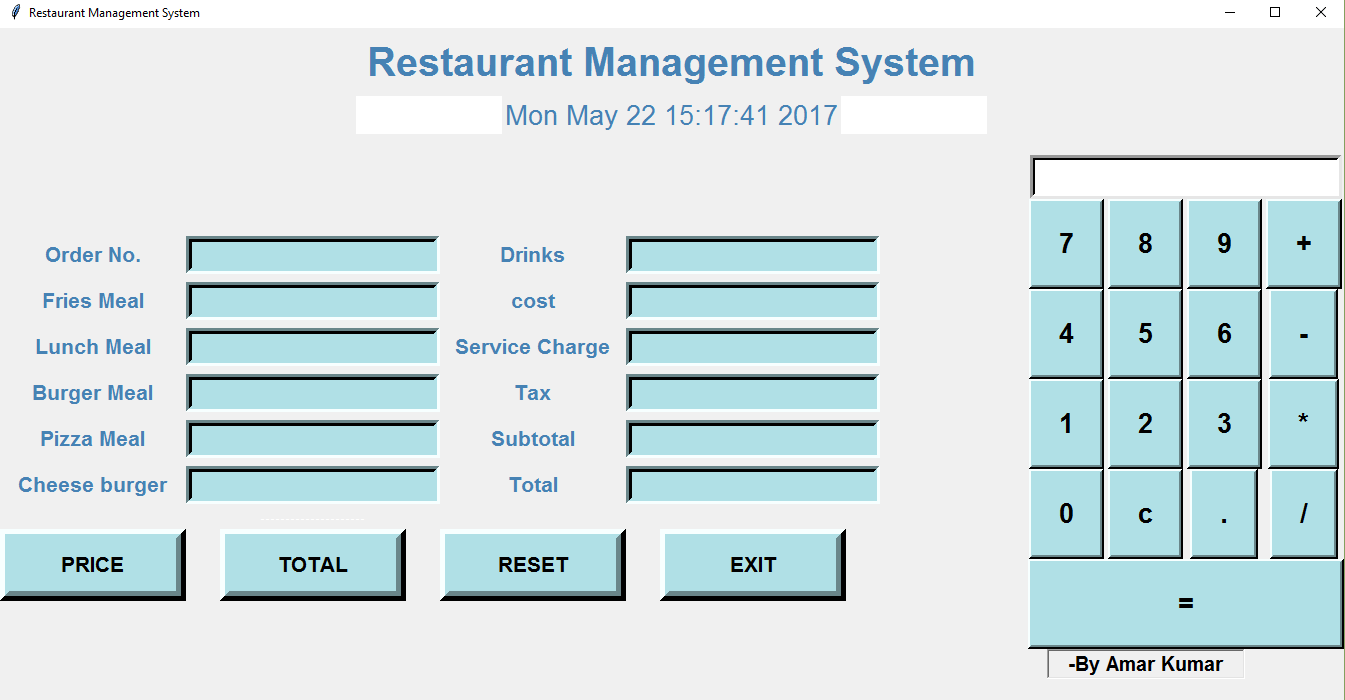 Restaurant Management System
Restaurant Management System
Mon May 22 15:17:41 2017
Order No. Drinks
Fries Meal cost
Lunch Meal Service Charge
Burger Meal Tax
Pizza Meal Subtotal
Cheese burger Total
PRICE TOTAL RESET EXIT
7 8 9 +
4 5 6 -
1 2 3 *
0 c . /
=
-By Amar Kumar